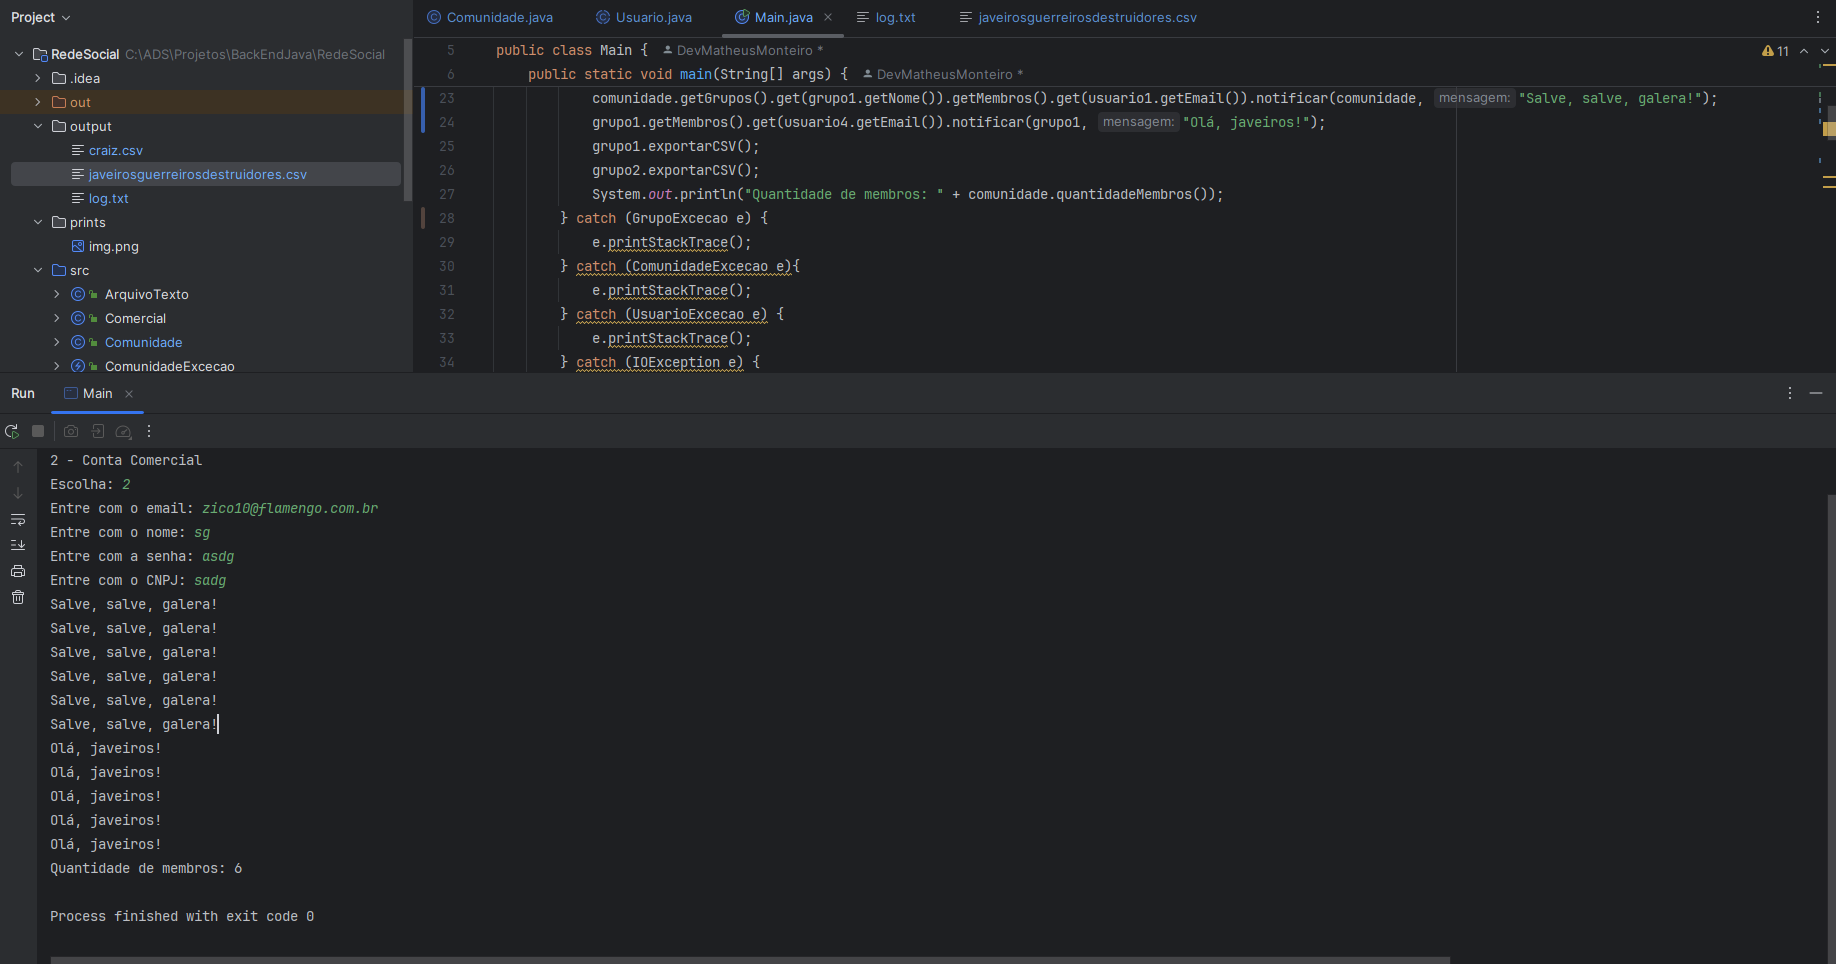 Project
RedeSocial C:\ADS\Projetos\BackEndJava\RedeSocial
.idea
out
output
craiz.csv
javeirosguerreirosdestruidores.csv
log.txt
prints
img.png
src
ArquivoTexto
Comercial
Comunidade
ComunidadeExcecao
Comunidade.java Usuario.java Main.java log.txt javeirosguerreirosdestruidores.csv
11
5 public class Main { DevMatheusMonteiro *
6 public static void main(String[] args) { DevMatheusMonteiro *
23 comunidade.getGrupos().get(grupo1.getNome()).getMembros().get(usuario1.getEmail()).notificar(comunidade, mensagem: "Salve, salve, galera!");
24 grupo1.getMembros().get(usuario4.getEmail()).notificar(grupo1, mensagem: "Olá, javeiros!");
25 grupo1.exportarCSV();
26 grupo2.exportarCSV();
27 System.out.println("Quantidade de membros: " + comunidade.quantidadeMembros());
28 } catch (GrupoExcecao e) {
29 e.printStackTrace();
30 } catch (ComunidadeExcecao e){
31 e.printStackTrace();
32 } catch (UsuarioExcecao e) {
33 e.printStackTrace();
34 } catch (IOException e) {
Run Main
2 - Conta Comercial
Escolha: 2
Entre com o email: zico10@flamengo.com.br
Entre com o nome: sg
Entre com a senha: asdg
Entre com o CNPJ: sadg
Salve, salve, galera!
Salve, salve, galera!
Salve, salve, galera!
Salve, salve, galera!
Salve, salve, galera!
Salve, salve, galera!
Olá, javeiros!
Olá, javeiros!
Olá, javeiros!
Olá, javeiros!
Olá, javeiros!
Quantidade de membros: 6
Process finished with exit code 0